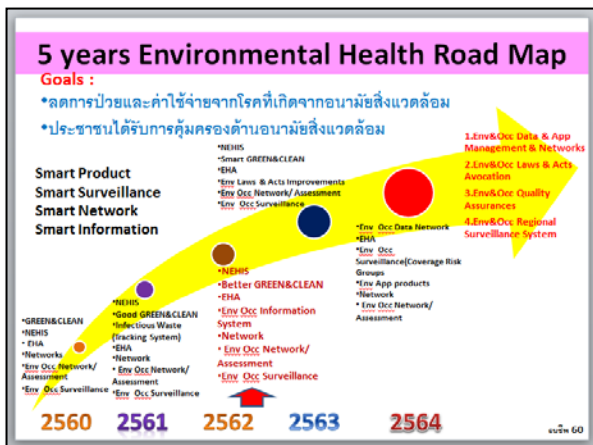 5 years Environmental Health Road Map
Goals :
•ลดการป่วยและค่าใช้จ่ายจากโรคที่เกิดจากอนามัยสิ่งแวดล้อม
•ประชาชนได้รับการคุ้มครองด้านอนามัยสิ่งแวดล้อม
Smart Product
Smart Surveillance
Smart Network
Smart Information
•GREEN&CLEAN
•NEHIS
• EHA
•Networks
•Env Occ Network/
Assessment
•Env Occ Surveillance
•NEHIS
•Good GREEN&CLEAN
•Infectious Waste
(Tracking System)
•EHA
•Network
• Env Occ Network/
Assessment
•Env Occ Surveillance
•NEHIS
•Better GREEN&CLEAN
•EHA
•Env Occ Information
System
•Network
• Env Occ Network/
Assessment
•Env Occ Surveillance
•NEHIS
•Smart GREEN&CLEAN
•EHA
•Env Laws & Acts Improvements
•Env Occ Network/ Assessment
•Env Occ Surveillance
•Env Occ Data Network
•EHA
•Env Occ
Surveillance(Coverage Risk
Groups
•Env App products
•Network
• Env Occ Network/
Assessment
1.Env&Occ Data & App
Management & Networks
2.Env&Occ Laws & Acts
Avocation
3.Env&Occ Quality
Assurances
4.Env&Occ Regional
Surveillance System
2560
2561
2562
2563
2564
60